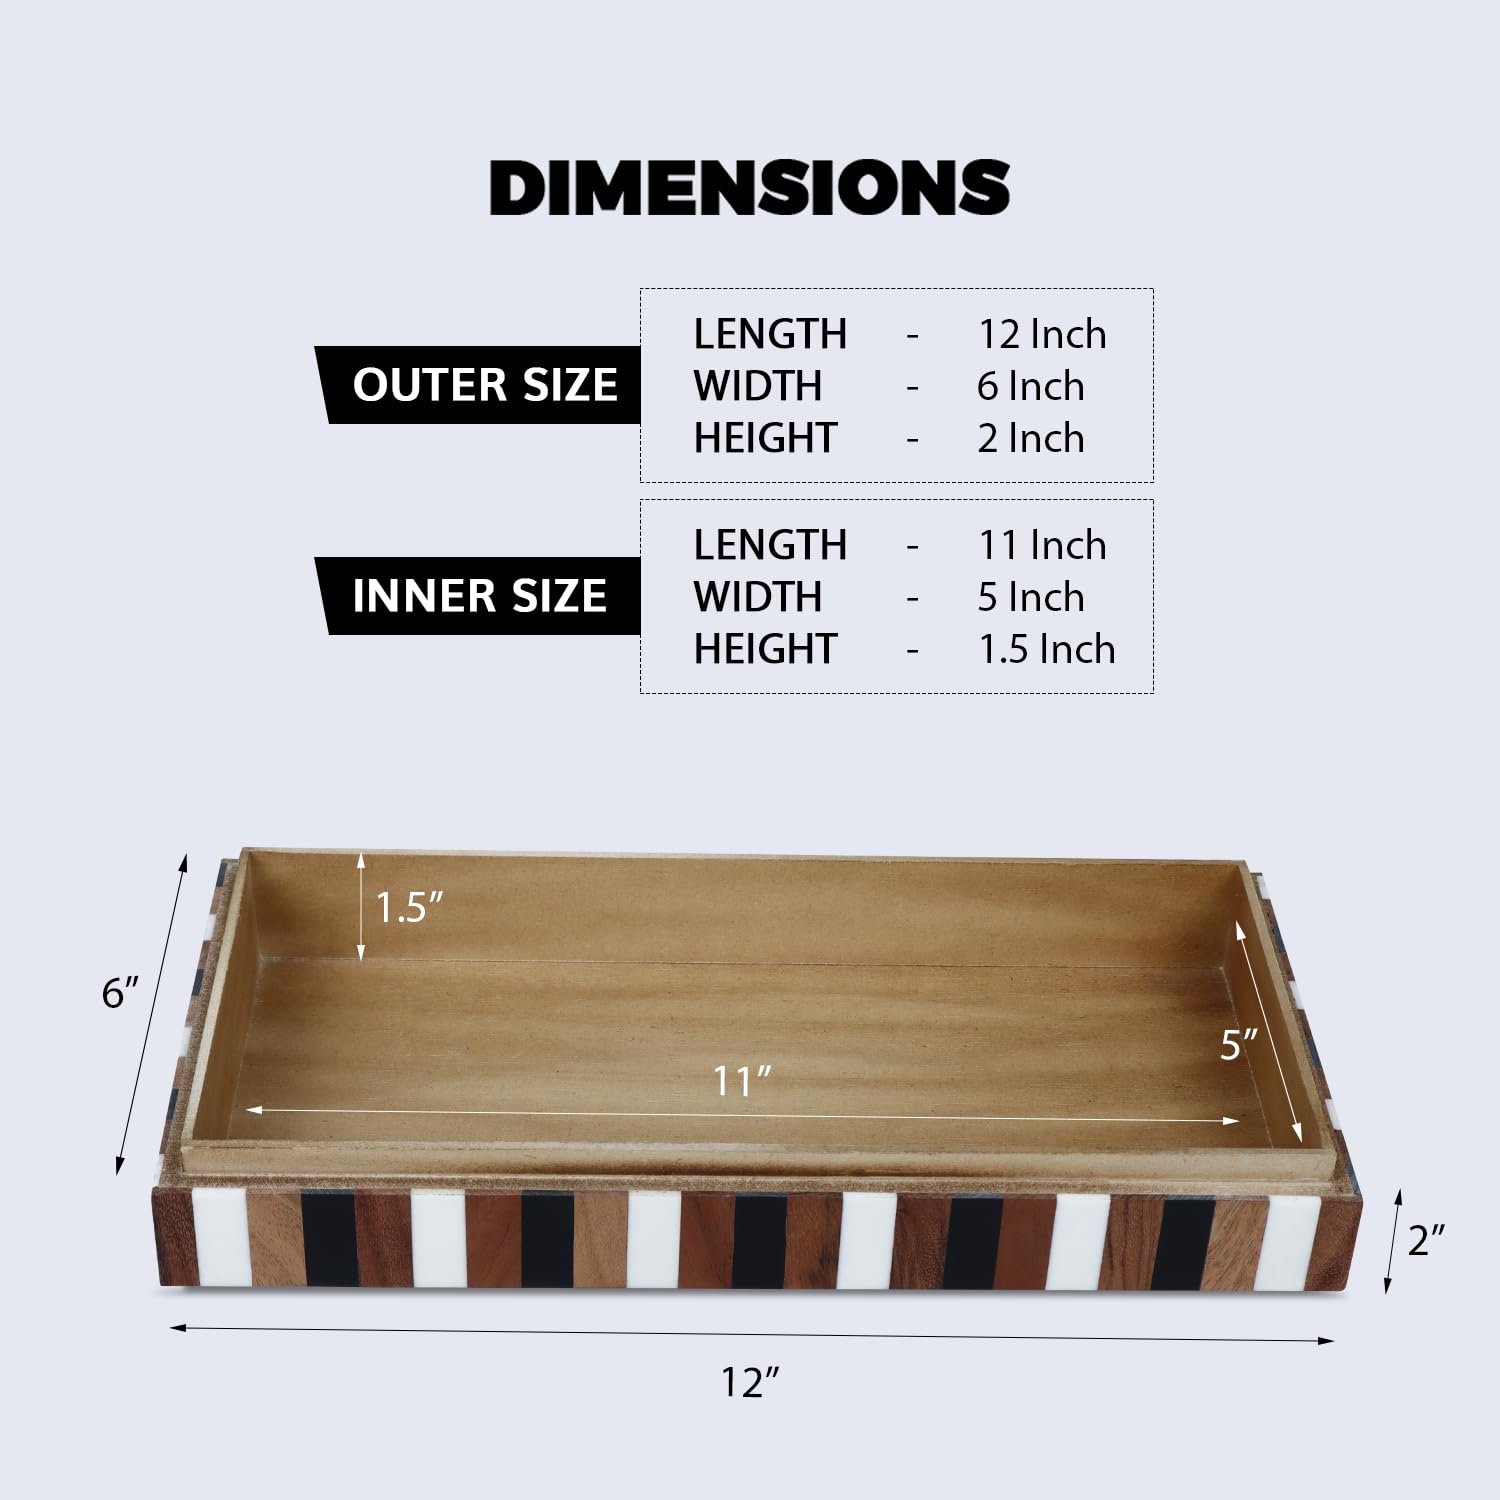 DIMENSIONS
OUTER SIZE
LENGTH - 12 Inch
WIDTH - 6 Inch
HEIGHT - 2 Inch
INNER SIZE
LENGTH - 11 Inch
WIDTH - 5 Inch
HEIGHT - 1.5 Inch
1.5”
6”
5”
11”
2”
12”